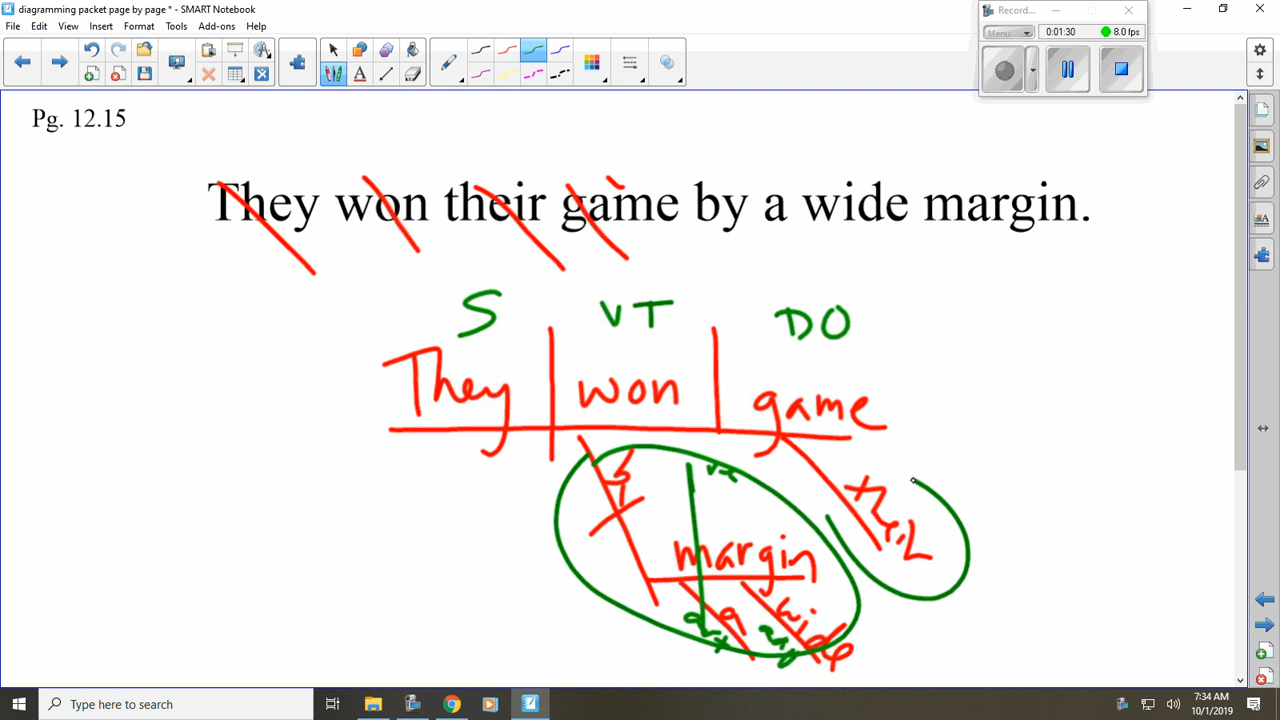 diagramming packet page by page * - SMART Notebook
Record...
File Edit View Insert Format Tools Add-ons Help
Menu 0:01:30 8.0 fps
Pg. 12.15
They won their game by a wide margin.
S VT DO
They won game
by
their
margin
a wide
Type here to search
7:34 AM
10/1/2019